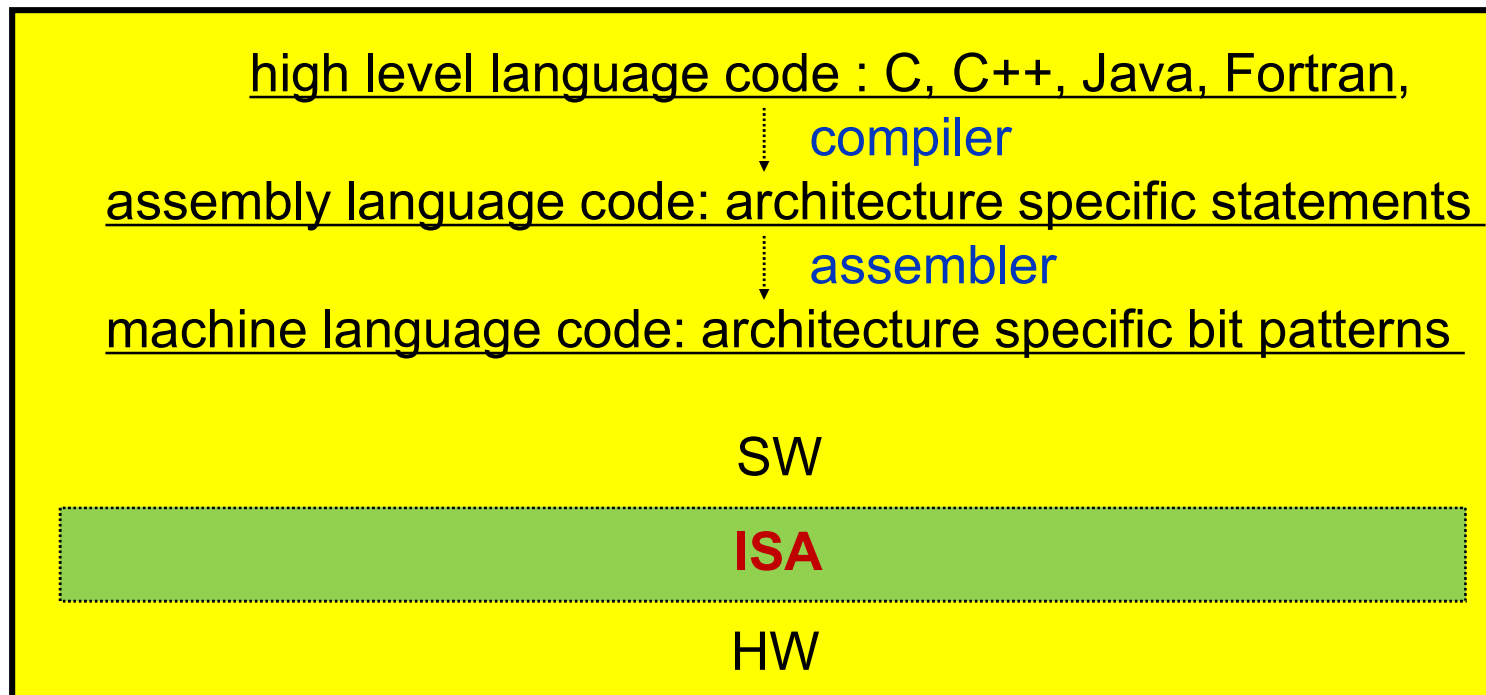 high level language code : C, C++, Java, Fortran,
compiler
assembly language code: architecture specific statements
assembler
machine language code: architecture specific bit patterns
SW
ISA
HW